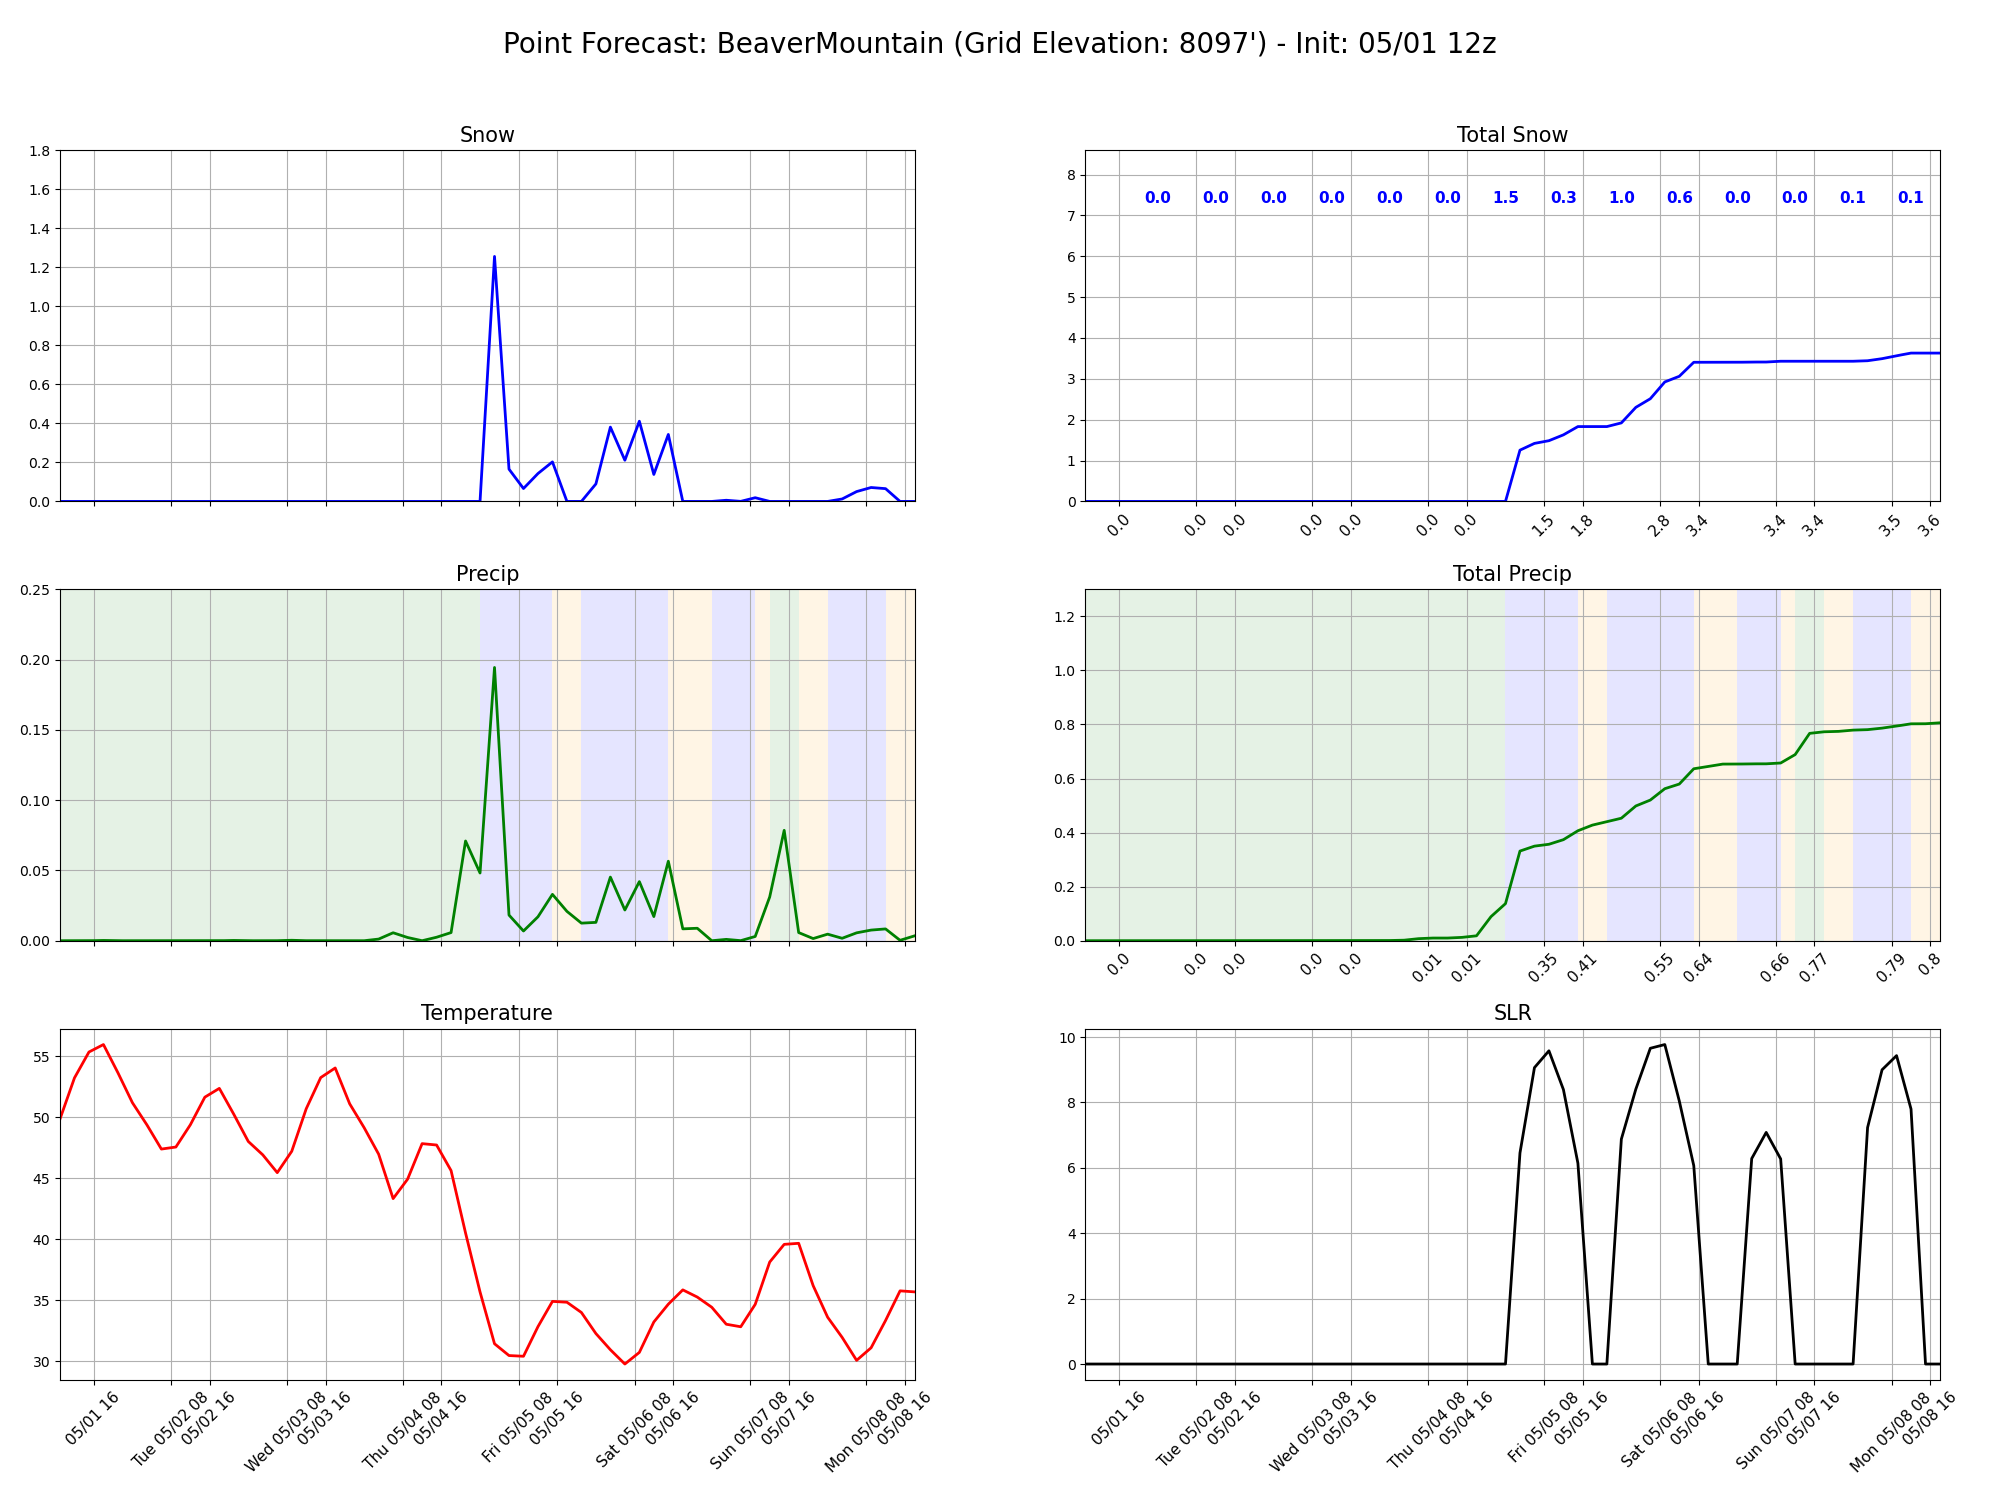 Point Forecast: BeaverMountain (Grid Elevation: 8097') - Init: 05/01 12z
Snow
1.8
1.6
1.4
1.2
1.0
0.8
0.6
0.4
0.2
0.0
Total Snow
8
7
6
5
4
3
2
1
0
0.0 0.0 0.0 0.0 0.0 0.0 1.5 0.3 1.0 0.6 0.0 0.0 0.1 0.1
0.0 0.0 0.0 0.0 0.0 0.0 0.0 1.5 1.8 2.8 3.4 3.4 3.4 3.5 3.6
Precip
0.25
0.20
0.15
0.10
0.05
0.00
Total Precip
1.2
1.0
0.8
0.6
0.4
0.2
0.0
0.0 0.0 0.0 0.0 0.0 0.01 0.01 0.35 0.41 0.55 0.64 0.66 0.77 0.79 0.8
Temperature
55
50
45
40
35
30
05/01 16
Tue 05/02 08
05/02 16
Wed 05/03 08
05/03 16
Thu 05/04 08
05/04 16
Fri 05/05 08
05/05 16
Sat 05/06 08
05/06 16
Sun 05/07 08
05/07 16
Mon 05/08 08
05/08 16
SLR
10
8
6
4
2
0
05/01 16
Tue 05/02 08
05/02 16
Wed 05/03 08
05/03 16
Thu 05/04 08
05/04 16
Fri 05/05 08
05/05 16
Sat 05/06 08
05/06 16
Sun 05/07 08
05/07 16
Mon 05/08 08
05/08 16